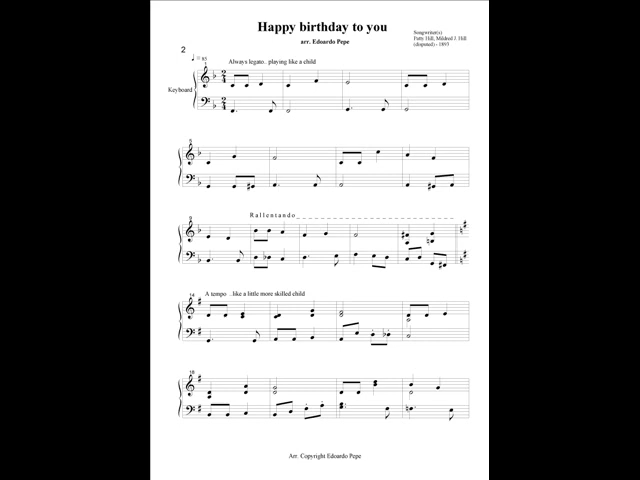 Happy birthday to you
arr. Edoardo Pepe
Songwriter(s)
Patty Hill, Mildred J. Hill
(disputed) - 1893
2
♩ = 85
Always legato.. playing like a child
Keyboard
5
9
Rallentando
14
A tempo ..like a little more skilled child
18
Arr. Copyright Edoardo Pepe